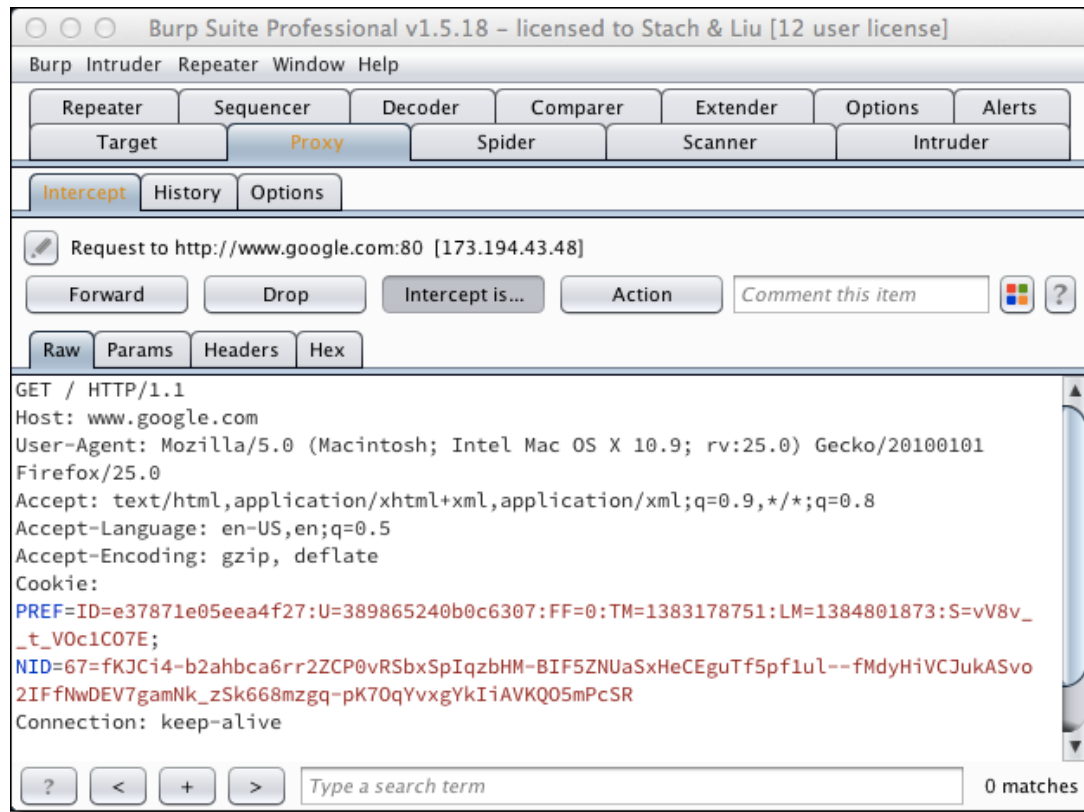 Burp Suite Professional v1.5.18 – licensed to Stach & Liu [12 user license]
Burp Intruder Repeater Window Help
Repeater Sequencer Decoder Comparer Extender Options Alerts
Target Proxy Spider Scanner Intruder
Intercept History Options
Request to http://www.google.com:80 [173.194.43.48]
Forward Drop Intercept is... Action Comment this item ?
Raw Params Headers Hex
GET / HTTP/1.1
Host: www.google.com
User-Agent: Mozilla/5.0 (Macintosh; Intel Mac OS X 10.9; rv:25.0) Gecko/20100101
Firefox/25.0
Accept: text/html,application/xhtml+xml,application/xml;q=0.9,*/*;q=0.8
Accept-Language: en-US,en;q=0.5
Accept-Encoding: gzip, deflate
Cookie:
PREF=ID=e37871e05eea4f27:U=389865240b0c6307:FF=0:TM=1383178751:LM=1384801873:S=vV8v_
_t_VOc1CO7E;
NID=67=fKJCi4-b2ahbca6rr2ZCP0vRSbxSpIqzbHM-BIF5ZNUaSxHeCEguTf5pf1ul--fMdyHiVCJukASvo
2IFfNwDEV7gamNk_zSk668mzgq-pK7OqYvxgYkIiAVKQO5mPcSR
Connection: keep-alive
? < + > Type a search term 0 matches